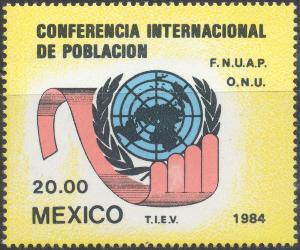 CONFERENCIA INTERNACIONAL
DE POBLACION
F.N.U.A.P.
O.N.U.
20.00
MEXICO
T.I.E.V.
1984